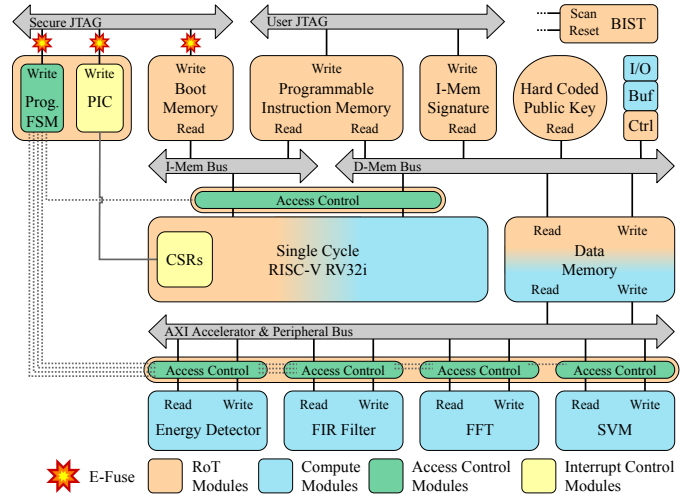 Secure JTAG
User JTAG
Scan
Reset
BIST
Write
Prog.
FSM
Write
PIC
Write
Boot
Memory
Read
Write
Programmable
Instruction Memory
Read
Read
Write
I-Mem
Signature
Read
Hard Coded
Public Key
Read
I/O
Buf
Ctrl
I-Mem Bus
D-Mem Bus
Access Control
CSRs
Single Cycle
RISC-V RV32i
Read
Write
Data
Memory
Read
Write
AXI Accelerator & Peripheral Bus
Access Control
Access Control
Access Control
Access Control
Read
Write
Energy Detector
Read
Write
FIR Filter
Read
Write
FFT
Read
Write
SVM
E-Fuse
RoT
Modules
Compute
Modules
Access Control
Modules
Interrupt Control
Modules